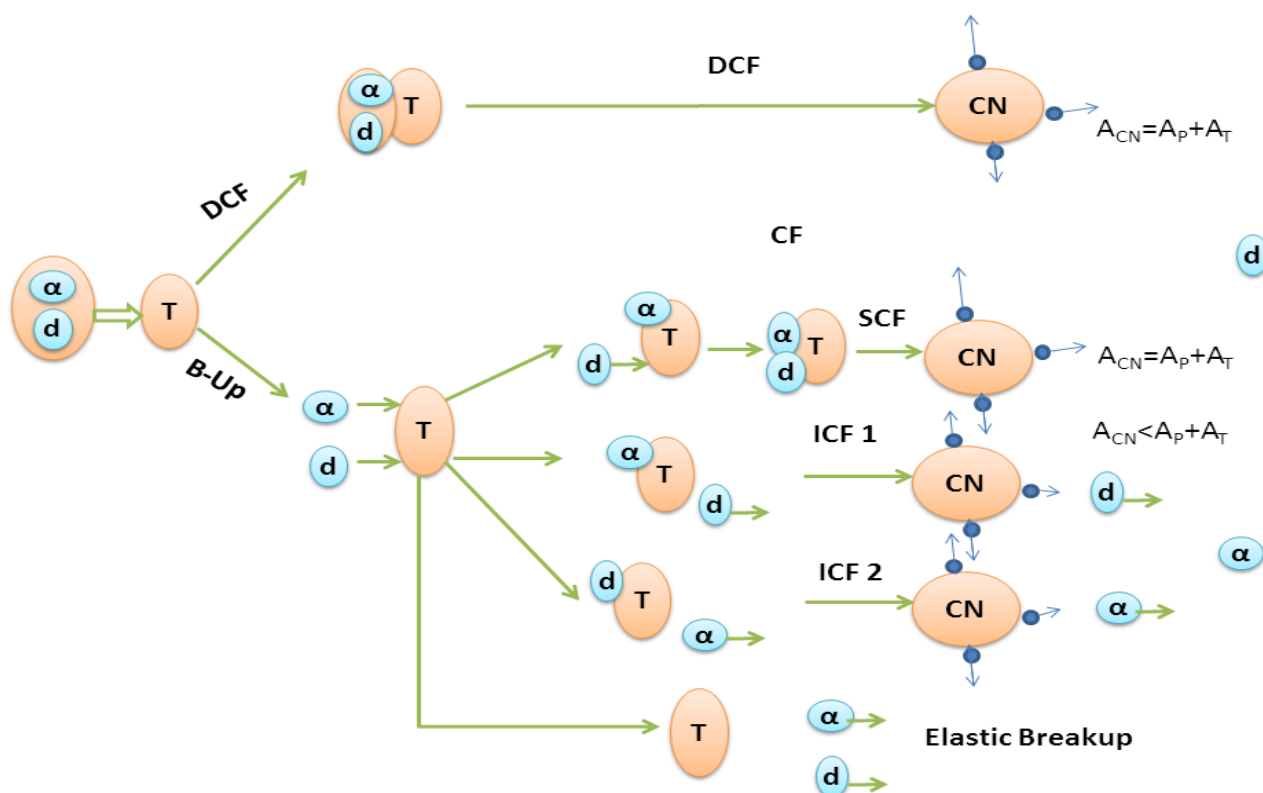 DCF
α
T
CN
d
A_CN=A_P+A_T
DCF
CF
d
α
d
T
α
T
d
α
T
d
SCF
CN
A_CN=A_P+A_T
B-Up
α
d
T
α
T
d
ICF 1
CN
A_CN<A_P+A_T
d
α
d
T
α
ICF 2
CN
α
T
α
d
Elastic Breakup